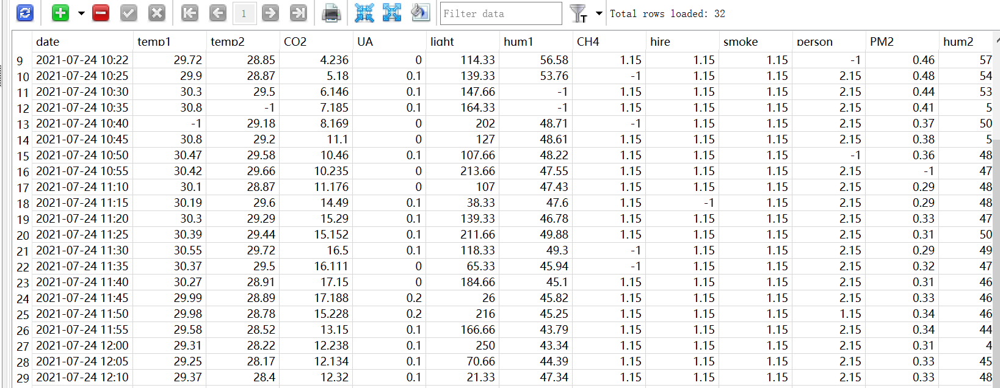 1 Filter data Total rows loaded: 32
date temp1 temp2 CO2 UA light hum1 CH4 hire smoke person PM2 hum2
9 2021-07-24 10:22 29.72 28.85 4.236 0 114.33 56.58 1.15 1.15 1.15 -1 0.46 57
10 2021-07-24 10:25 29.9 28.87 5.18 0.1 139.33 53.76 -1 1.15 1.15 2.15 0.48 54
11 2021-07-24 10:30 30.3 29.5 6.146 0.1 147.66 -1 1.15 1.15 1.15 2.15 0.44 53
12 2021-07-24 10:35 30.8 -1 7.185 0.1 164.33 -1 1.15 1.15 1.15 2.15 0.41 5
13 2021-07-24 10:40 -1 29.18 8.169 0 202 48.71 -1 1.15 1.15 2.15 0.37 50
14 2021-07-24 10:45 30.8 29.2 11.1 0 127 48.61 1.15 1.15 1.15 2.15 0.38 5
15 2021-07-24 10:50 30.47 29.58 10.46 0.1 107.66 48.22 1.15 1.15 1.15 -1 0.36 48
16 2021-07-24 10:55 30.42 29.66 10.235 0 213.66 47.55 1.15 1.15 1.15 2.15 -1 47
17 2021-07-24 11:10 30.1 28.87 11.176 0 107 47.43 1.15 1.15 1.15 2.15 0.29 48
18 2021-07-24 11:15 30.19 29.6 14.49 0.1 38.33 47.6 1.15 -1 1.15 2.15 0.29 48
19 2021-07-24 11:20 30.3 29.29 15.29 0.1 139.33 46.78 1.15 1.15 1.15 2.15 0.33 47
20 2021-07-24 11:25 30.39 29.44 15.152 0.1 211.66 49.88 1.15 1.15 1.15 2.15 0.31 50
21 2021-07-24 11:30 30.55 29.72 16.5 0.1 118.33 49.3 -1 1.15 1.15 2.15 0.29 49
22 2021-07-24 11:35 30.37 29.5 16.111 0 65.33 45.94 -1 1.15 1.15 2.15 0.32 47
23 2021-07-24 11:40 30.27 28.91 17.15 0 184.66 45.1 1.15 1.15 1.15 2.15 0.31 46
24 2021-07-24 11:45 29.99 28.89 17.188 0.2 26 45.82 1.15 1.15 1.15 2.15 0.33 46
25 2021-07-24 11:50 29.98 28.78 15.228 0.2 216 45.25 1.15 1.15 1.15 1.15 0.34 46
26 2021-07-24 11:55 29.58 28.52 13.15 0.1 166.66 43.79 1.15 1.15 1.15 2.15 0.34 44
27 2021-07-24 12:00 29.31 28.22 12.238 0.1 250 43.34 1.15 1.15 1.15 2.15 0.31 4
28 2021-07-24 12:05 29.25 28.17 12.134 0.1 70.66 44.39 1.15 1.15 1.15 2.15 0.33 45
29 2021-07-24 12:10 29.37 28.4 12.32 0.1 21.33 47.34 1.15 1.15 1.15 2.15 0.33 48